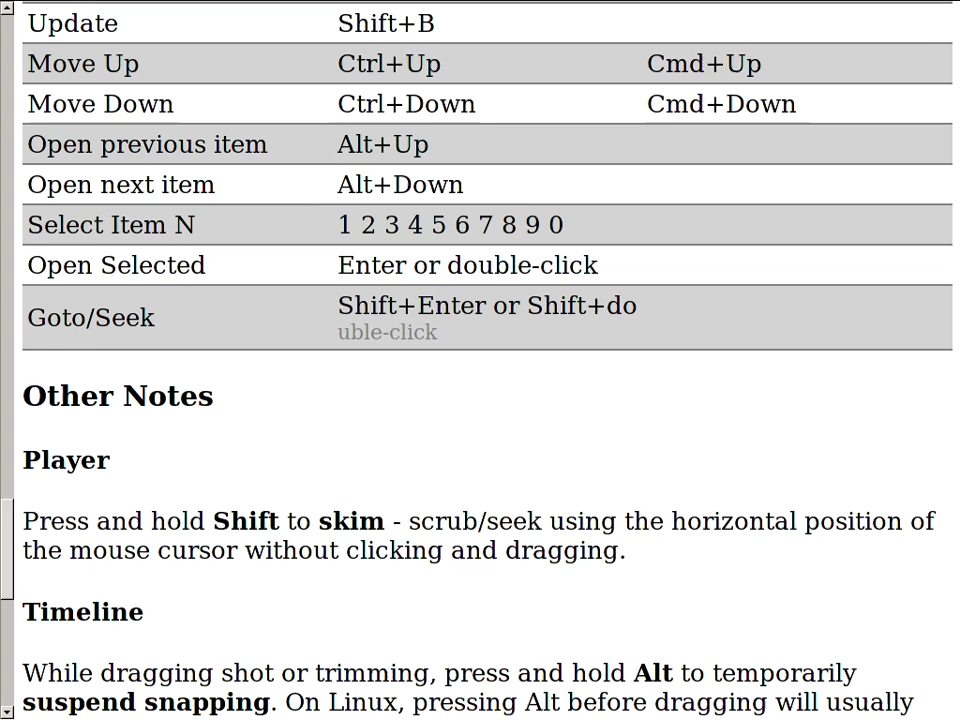 Update Shift+B
Move Up Ctrl+Up Cmd+Up
Move Down Ctrl+Down Cmd+Down
Open previous item Alt+Up
Open next item Alt+Down
Select Item N 1 2 3 4 5 6 7 8 9 0
Open Selected Enter or double-click
Goto/Seek Shift+Enter or Shift+do
uble-click
Other Notes
Player
Press and hold Shift to skim - scrub/seek using the horizontal position of
the mouse cursor without clicking and dragging.
Timeline
While dragging shot or trimming, press and hold Alt to temporarily
suspend snapping. On Linux, pressing Alt before dragging will usually